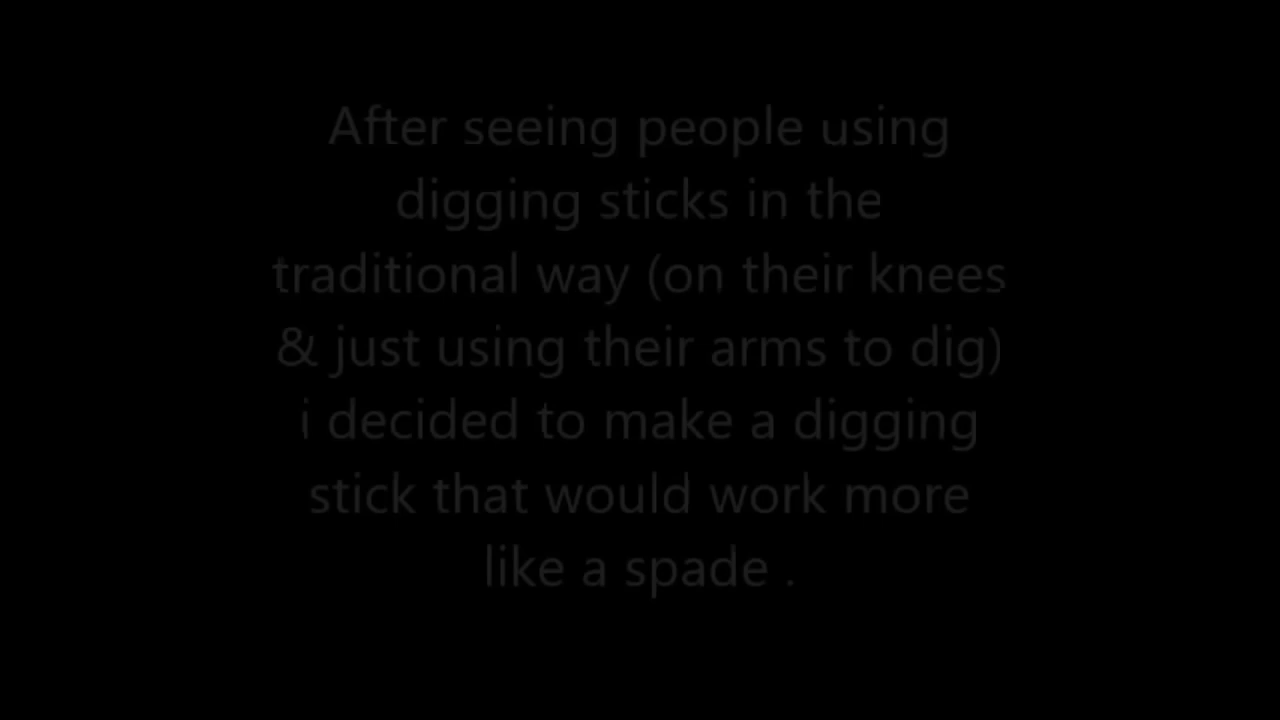 After seeing people using
digging sticks in the
traditional way (on their knees
& just using their arms to dig)
i decided to make a digging
stick that would work more
like a spade .